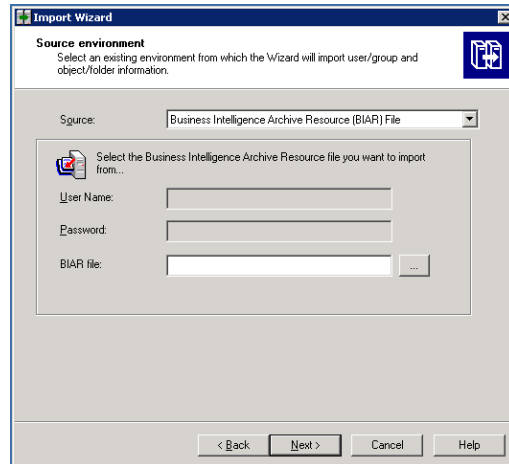 Import Wizard
Source environment
Select an existing environment from which the Wizard will import user/group and
object/folder information.
Source:
Business Intelligence Archive Resource (BIAR) File
Select the Business Intelligence Archive Resource file you want to import
from...
User Name:
Password:
BIAR file:
...
< Back Next > Cancel Help